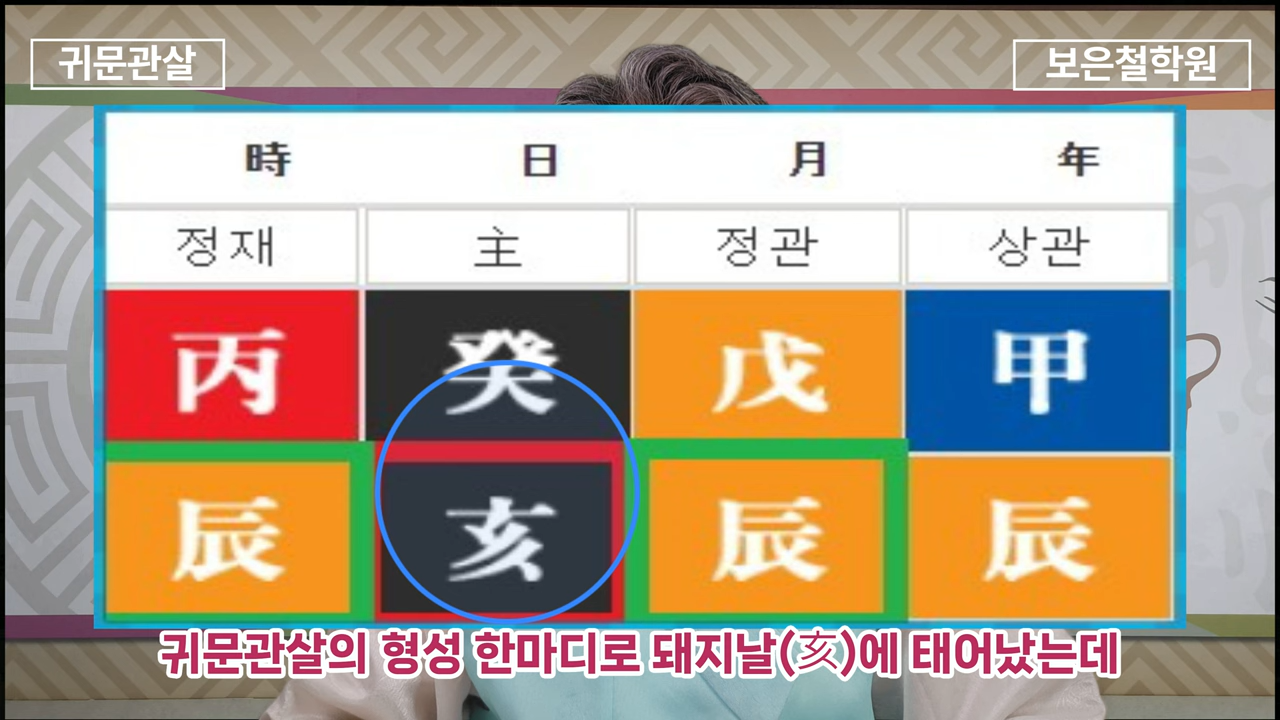 귀문관살
보은철학원
時 日 月 年
정재 主 정관 상관
丙 癸 戊 甲
辰 亥 辰 辰
귀문관살의 형성 한마디로 돼지날(亥)에 태어났는데